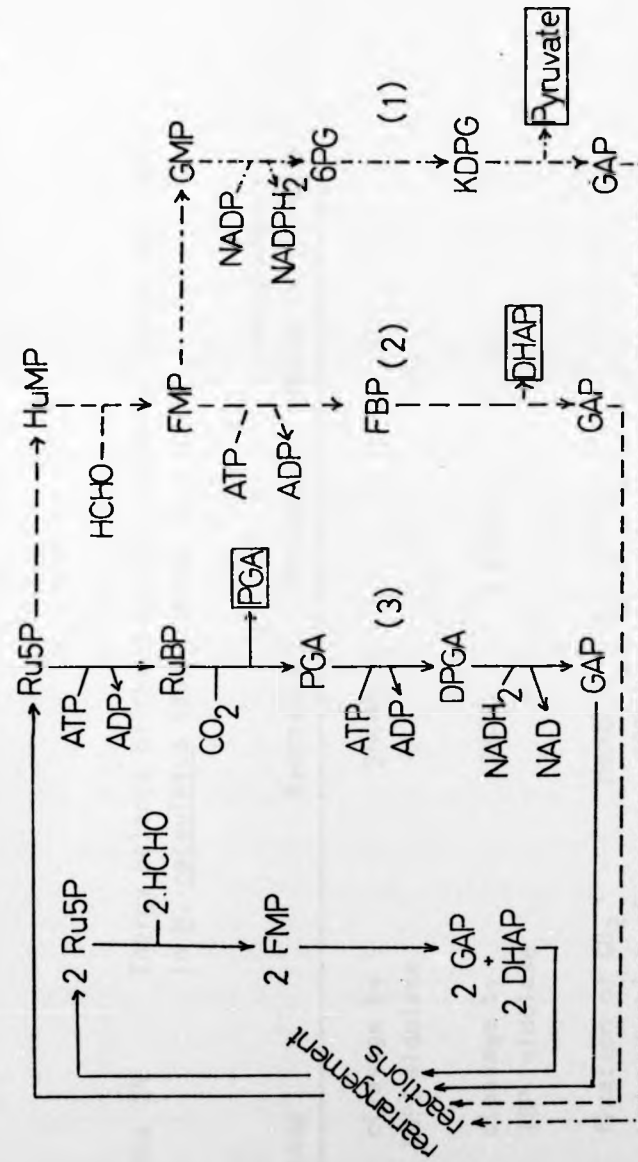 Ru5P
HuMP
2 Ru5P
ATP
ADP
HCHO
2.HCHO
RuBP
FMP
GMP
CO2
PGA
ATP
ADP
NADP
NADPH2
2 FMP
PGA
6PG
ATP
ADP
(3)
FBP
(2)
(1)
2 GAP
+
2 DHAP
DPGA
KDPG
NADH2
NAD
DHAP
Pyruvate
rearrangement
reactions
GAP
GAP
GAP